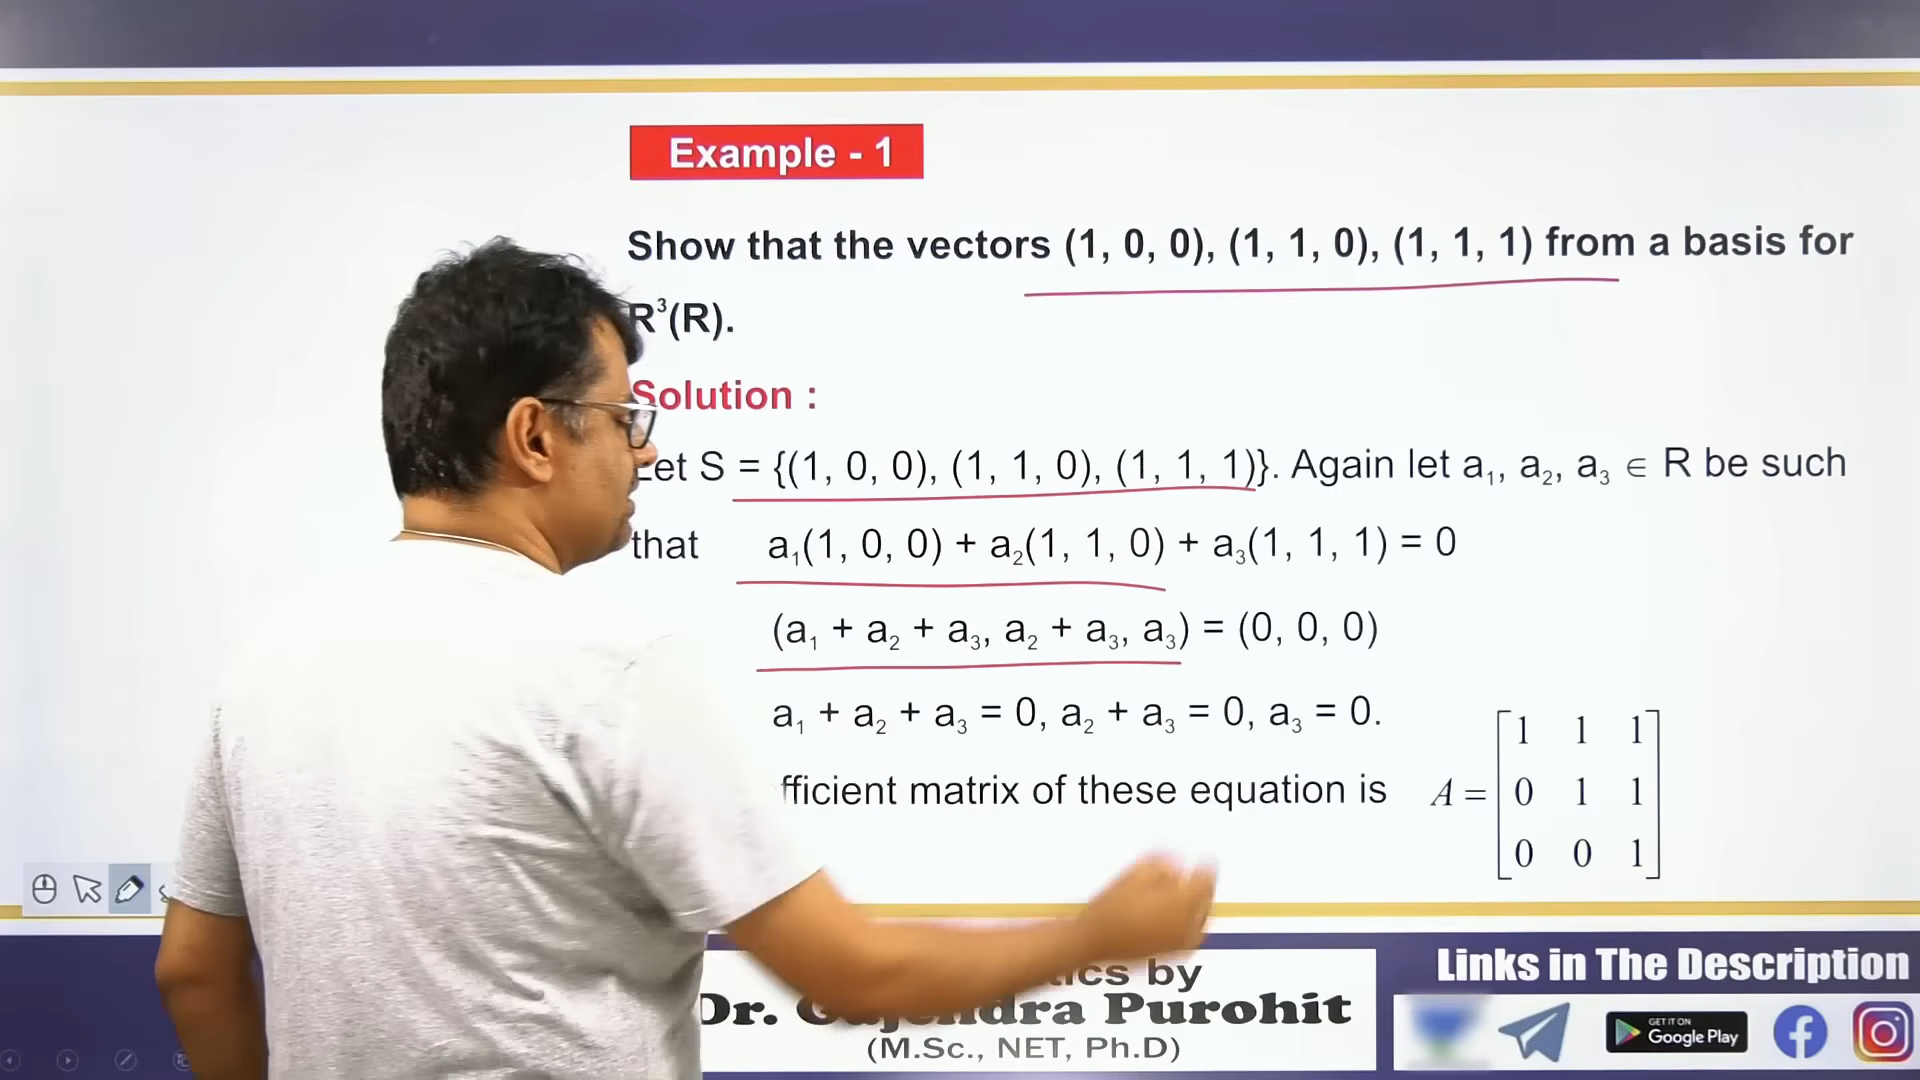 Example - 1
Show that the vectors (1, 0, 0), (1, 1, 0), (1, 1, 1) from a basis for
R³(R).
Solution :
Let S = {(1, 0, 0), (1, 1, 0), (1, 1, 1)}. Again let a₁, a₂, a₃ ∈ R be such
that a₁(1, 0, 0) + a₂(1, 1, 0) + a₃(1, 1, 1) = 0
(a₁ + a₂ + a₃, a₂ + a₃, a₃) = (0, 0, 0)
a₁ + a₂ + a₃ = 0, a₂ + a₃ = 0, a₃ = 0.
fficient matrix of these equation is A =
1 1 1
0 1 1
0 0 1
Links in The Description
by
Dr. Purohit
(M.Sc., NET, Ph.D)
GET IT ON
Google Play